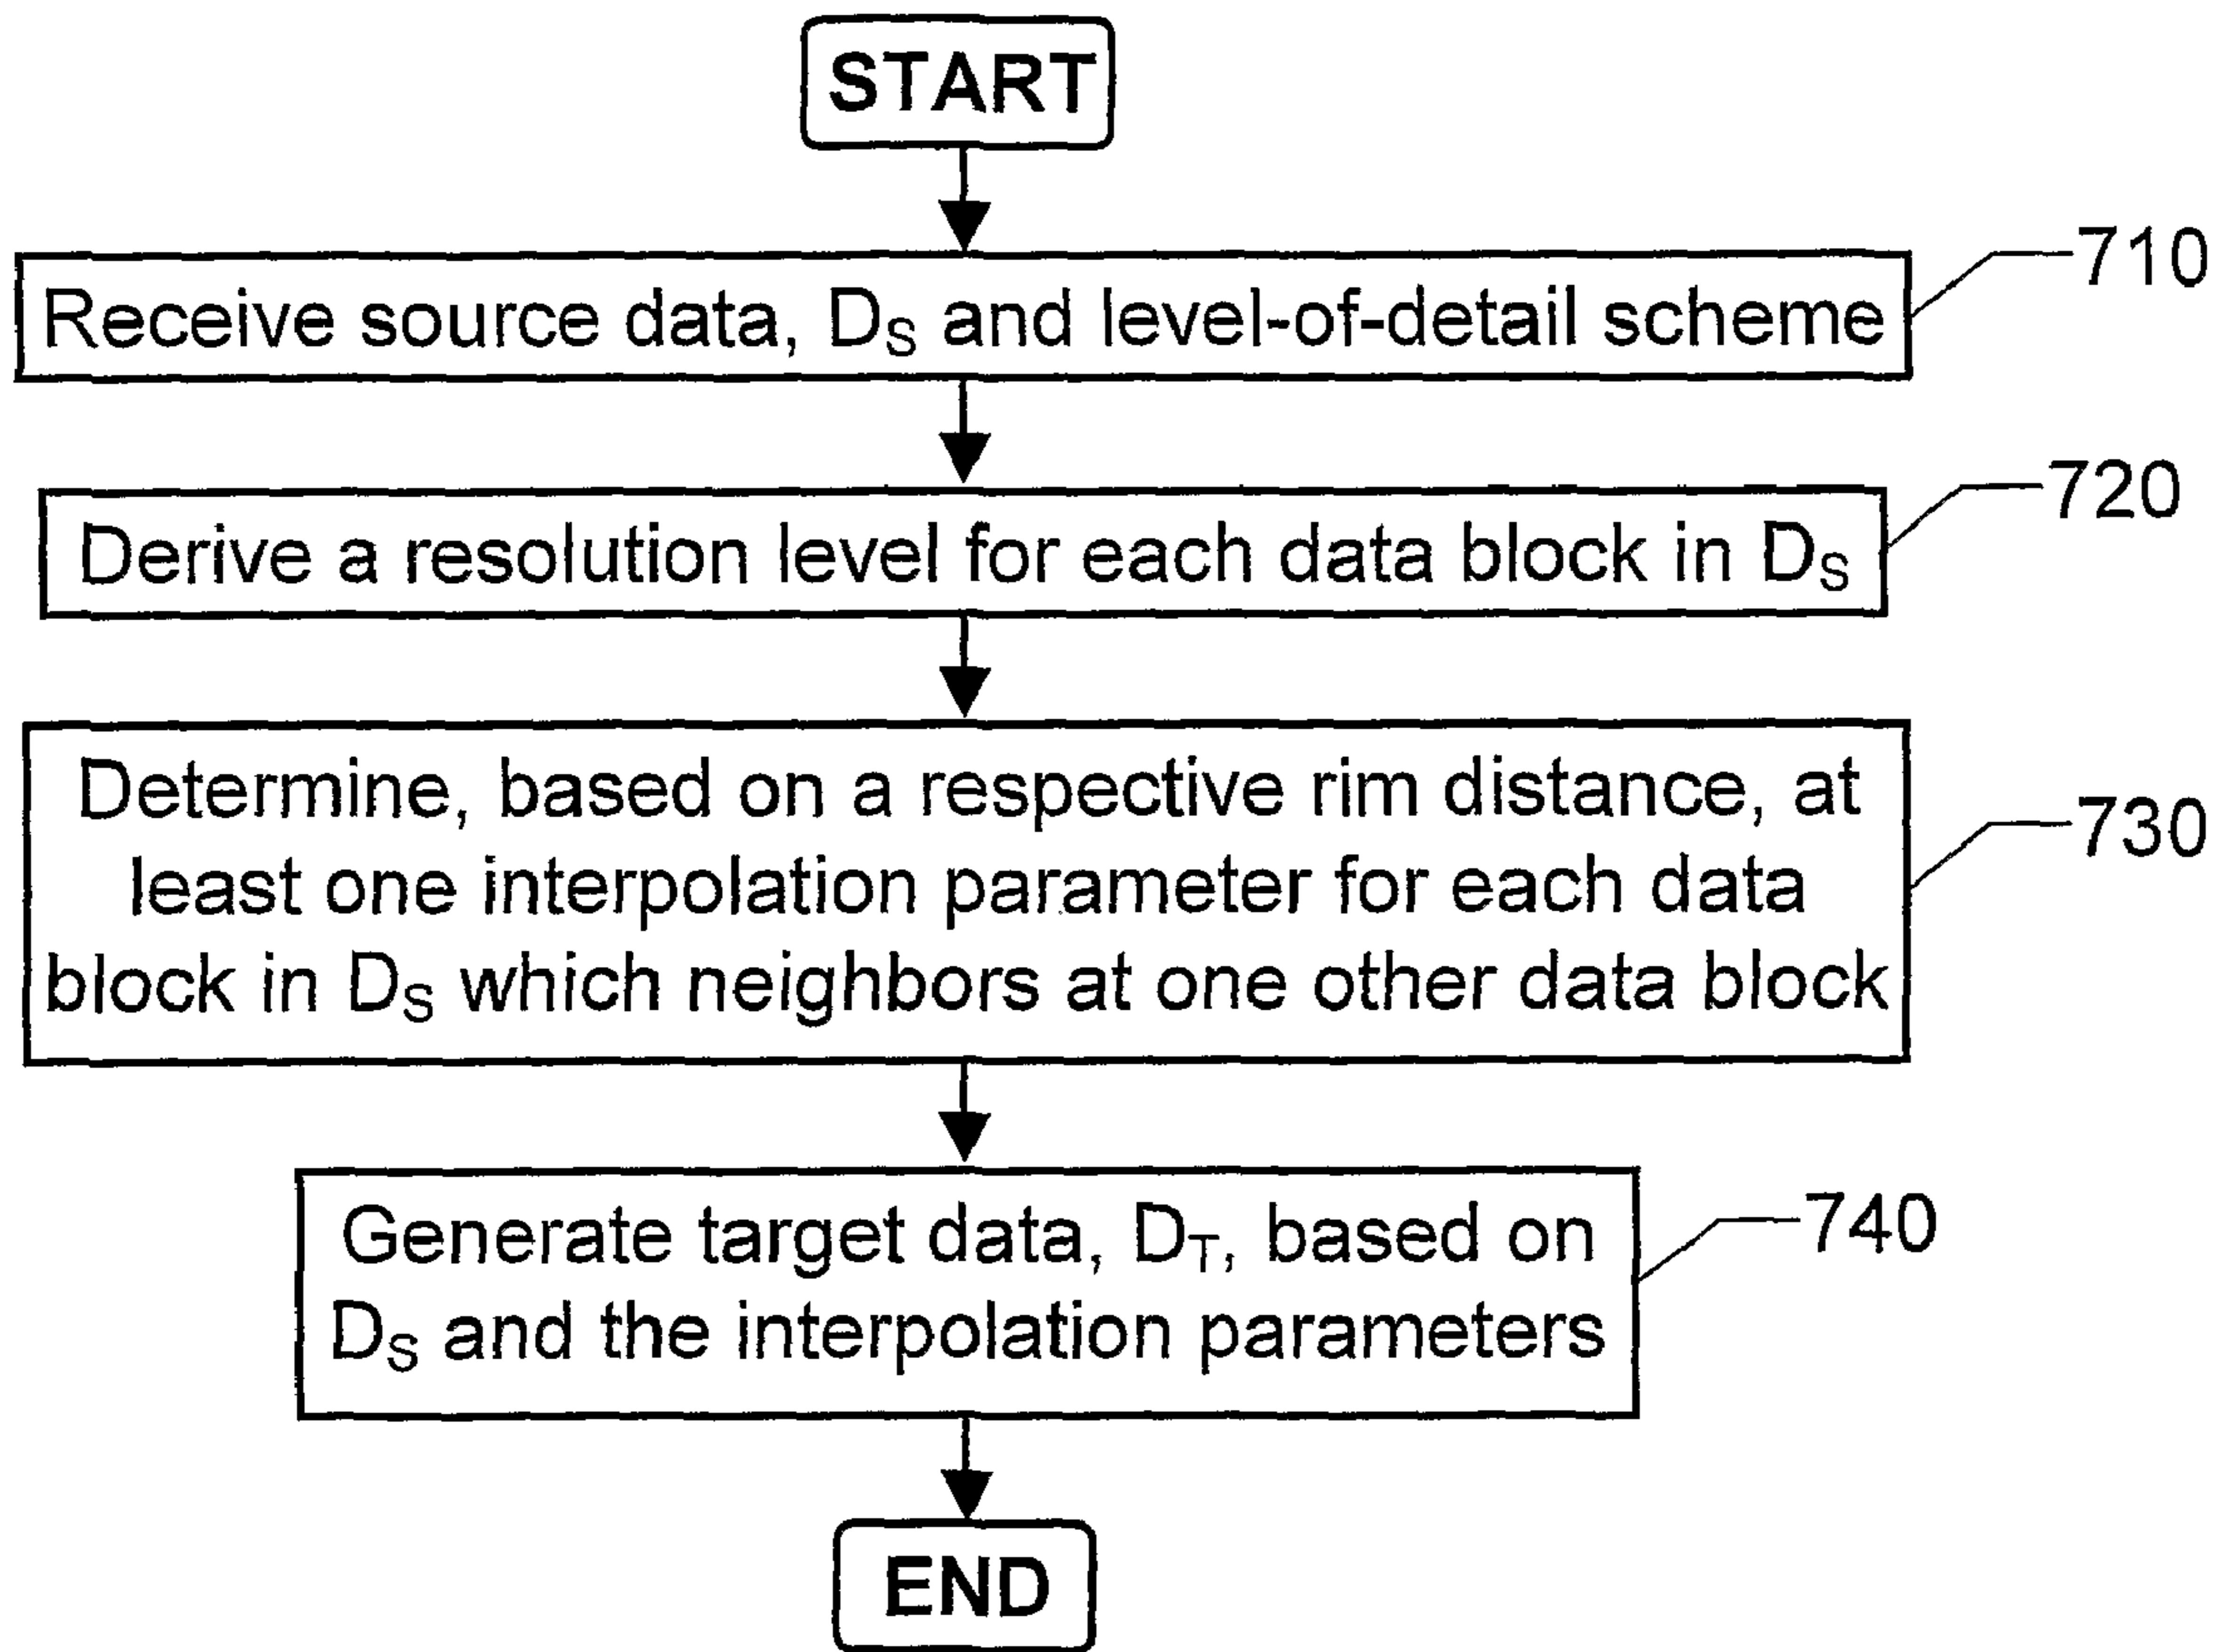 START
Receive source data, DS and level-of-detail scheme
710
Derive a resolution level for each data block in DS
720
Determine, based on a respective rim distance, at
least one interpolation parameter for each data
block in DS which neighbors at one other data block
730
Generate target data, DT, based on
DS and the interpolation parameters
740
END